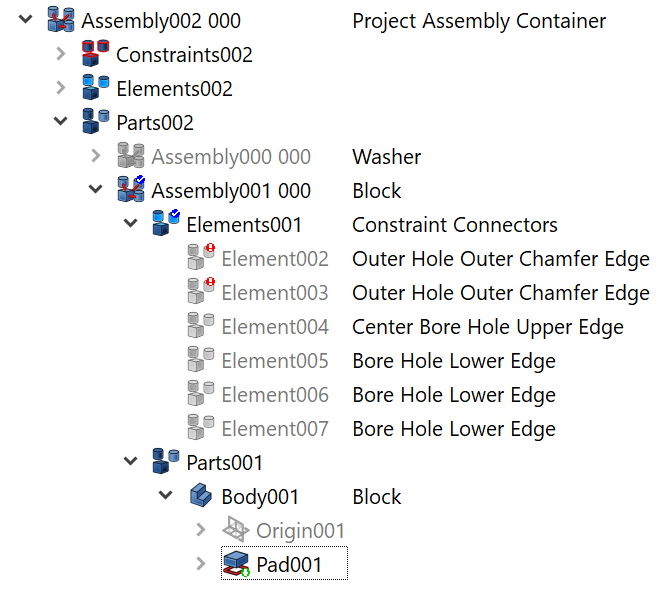 Assembly002 000 Project Assembly Container
Constraints002
Elements002
Parts002
Assembly000 000 Washer
Assembly001 000 Block
Elements001 Constraint Connectors
Element002 Outer Hole Outer Chamfer Edge
Element003 Outer Hole Outer Chamfer Edge
Element004 Center Bore Hole Upper Edge
Element005 Bore Hole Lower Edge
Element006 Bore Hole Lower Edge
Element007 Bore Hole Lower Edge
Parts001
Body001 Block
Origin001
Pad001